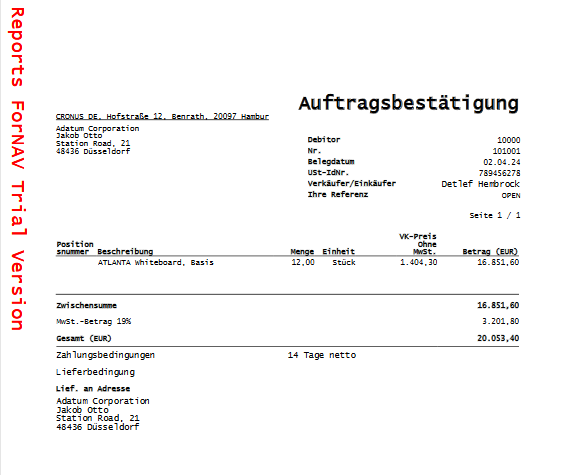 Reports ForNAV Trial Version
Auftragsbestätigung
CRONUS DE, Hofstraße 12, Benrath, 20097 Hambur
Adatum Corporation
Jakob Otto
Station Road, 21
48436 Düsseldorf
Debitor 10000
Nr. 101001
Belegdatum 02.04.24
USt-IdNr. 789456278
Verkäufer/Einkäufer Detlef Hembrock
Ihre Referenz OPEN
Seite 1 / 1
Position
snummer Beschreibung Menge Einheit VK-Preis Ohne MwSt. Betrag (EUR)
ATLANTA Whiteboard, Basis 12,00 Stück 1.404,30 16.851,60
Zwischensumme 16.851,60
MwSt.-Betrag 19% 3.201,80
Gesamt (EUR) 20.053,40
Zahlungsbedingungen 14 Tage netto
Lieferbedingung
Lief. an Adresse
Adatum Corporation
Jakob Otto
Station Road, 21
48436 Düsseldorf